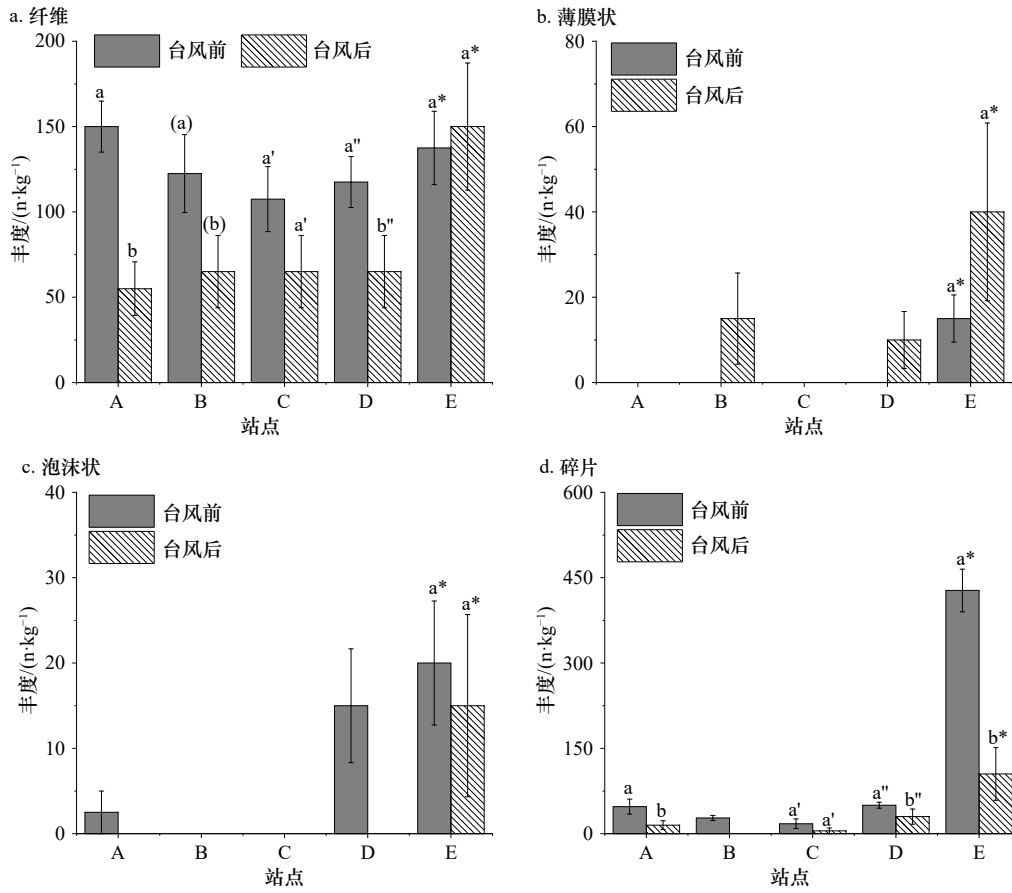 a. 纤维
200
150
100
50
0
丰度/(n·kg⁻¹)
台风前
台风后
a
b
(a)
(b)
a'
a'
a"
b"
a*
a*
A B C D E
站点
b. 薄膜状
80
60
40
20
0
丰度/(n·kg⁻¹)
台风前
台风后
a*
a*
A B C D E
站点
c. 泡沫状
40
30
20
10
0
丰度/(n·kg⁻¹)
台风前
台风后
a*
a*
A B C D E
站点
d. 碎片
600
450
300
150
0
丰度/(n·kg⁻¹)
台风前
台风后
a
b
a'
a'
a"
b"
a*
b*
A B C D E
站点